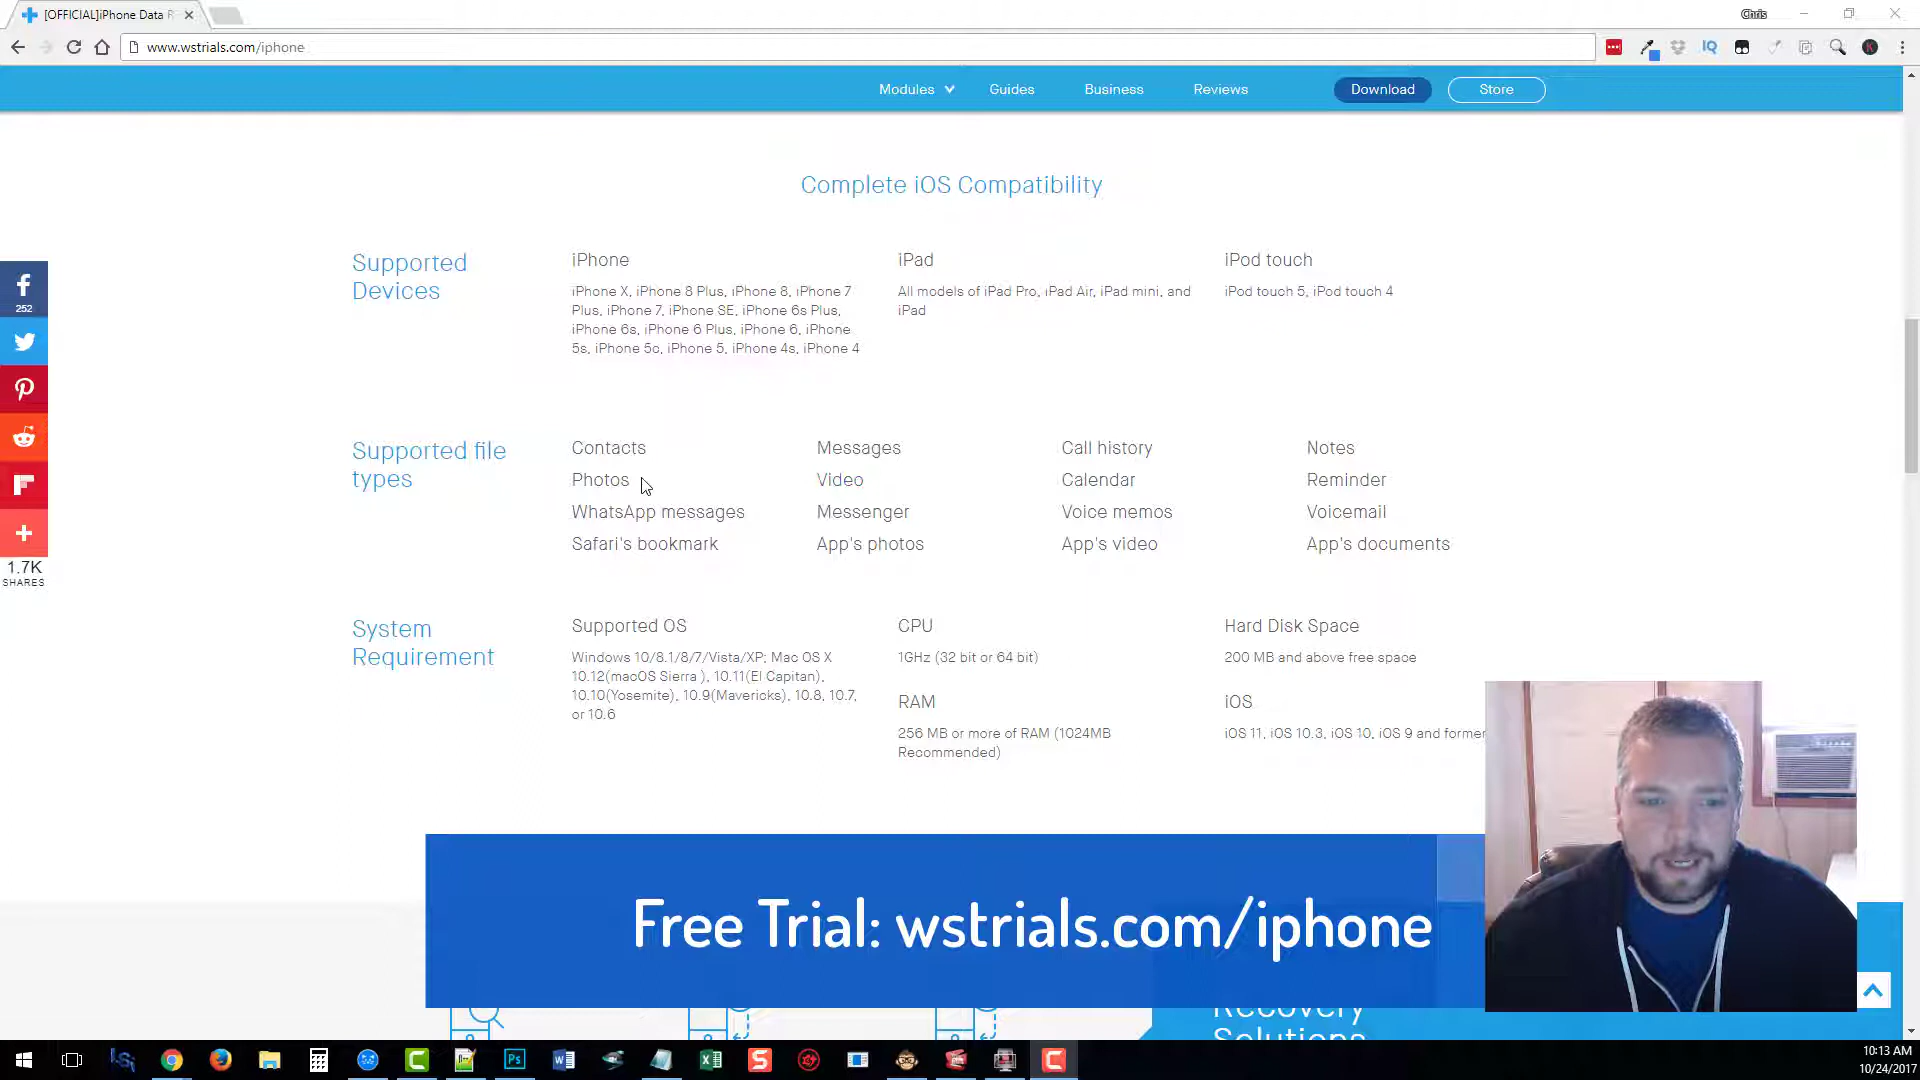 [OFFICIAL]iPhone Data R
Chris
www.wstrials.com/iphone
Modules
Guides
Business
Reviews
Download
Store
Complete iOS Compatibility
Supported
Devices
iPhone
iPhone X, iPhone 8 Plus, iPhone 8, iPhone 7
Plus, iPhone 7, iPhone SE, iPhone 6s Plus,
iPhone 6s, iPhone 6 Plus, iPhone 6, iPhone
5s, iPhone 5c, iPhone 5, iPhone 4s, iPhone 4
iPad
All models of iPad Pro, iPad Air, iPad mini, and
iPad
iPod touch
iPod touch 5, iPod touch 4
252
1.7K
SHARES
Supported file
types
Contacts
Messages
Call history
Notes
Photos
Video
Calendar
Reminder
WhatsApp messages
Messenger
Voice memos
Voicemail
Safari's bookmark
App's photos
App's video
App's documents
System
Requirement
Supported OS
Windows 10/8.1/8/7/Vista/XP; Mac OS X
10.12(macOS Sierra ), 10.11(El Capitan),
10.10(Yosemite), 10.9(Mavericks), 10.8, 10.7,
or 10.6
CPU
1GHz (32 bit or 64 bit)
RAM
256 MB or more of RAM (1024MB
Recommended)
Hard Disk Space
200 MB and above free space
iOS
iOS 11, iOS 10.3, iOS 10, iOS 9 and former
Free Trial: wstrials.com/iphone
Recovery
Solutions
10:13 AM
10/24/2017